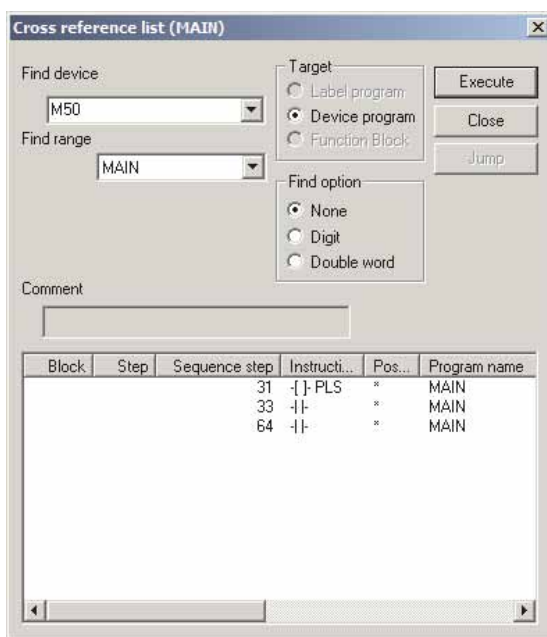 Cross reference list (MAIN)
Find device
M50
Find range
MAIN
Target
Label program
Device program
Function Block
Find option
None
Digit
Double word
Execute
Close
Jump
Comment
Block Step Sequence step Instructi... Pos... Program name
31 -[ ]- PLS * MAIN
33 -| |- * MAIN
64 -| |- * MAIN